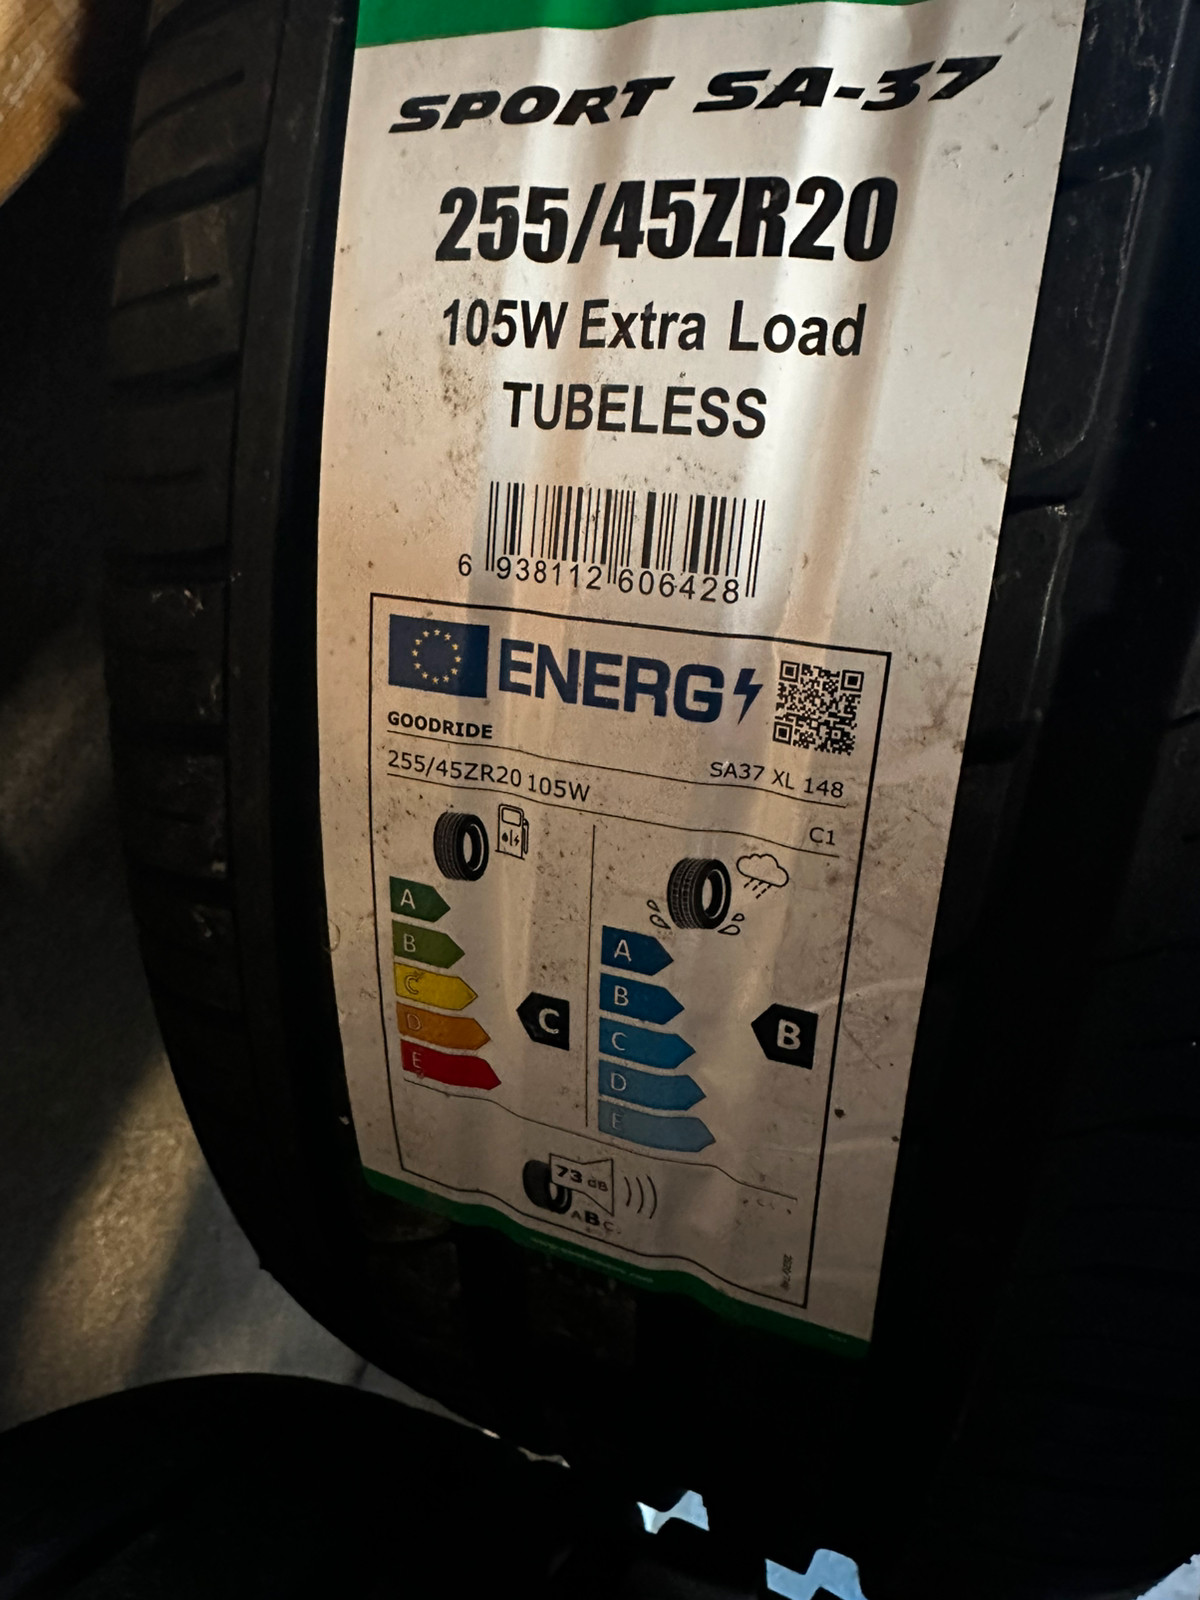 SPORT SA-37
255/45ZR20
105W Extra Load
TUBELESS
6 938112 606428
ENERG
GOODRIDE
SA37 XL 148
255/45ZR20 105W
C1
A
B
C
D
E
C
A
B
C
D
E
B
73 dB
ABC